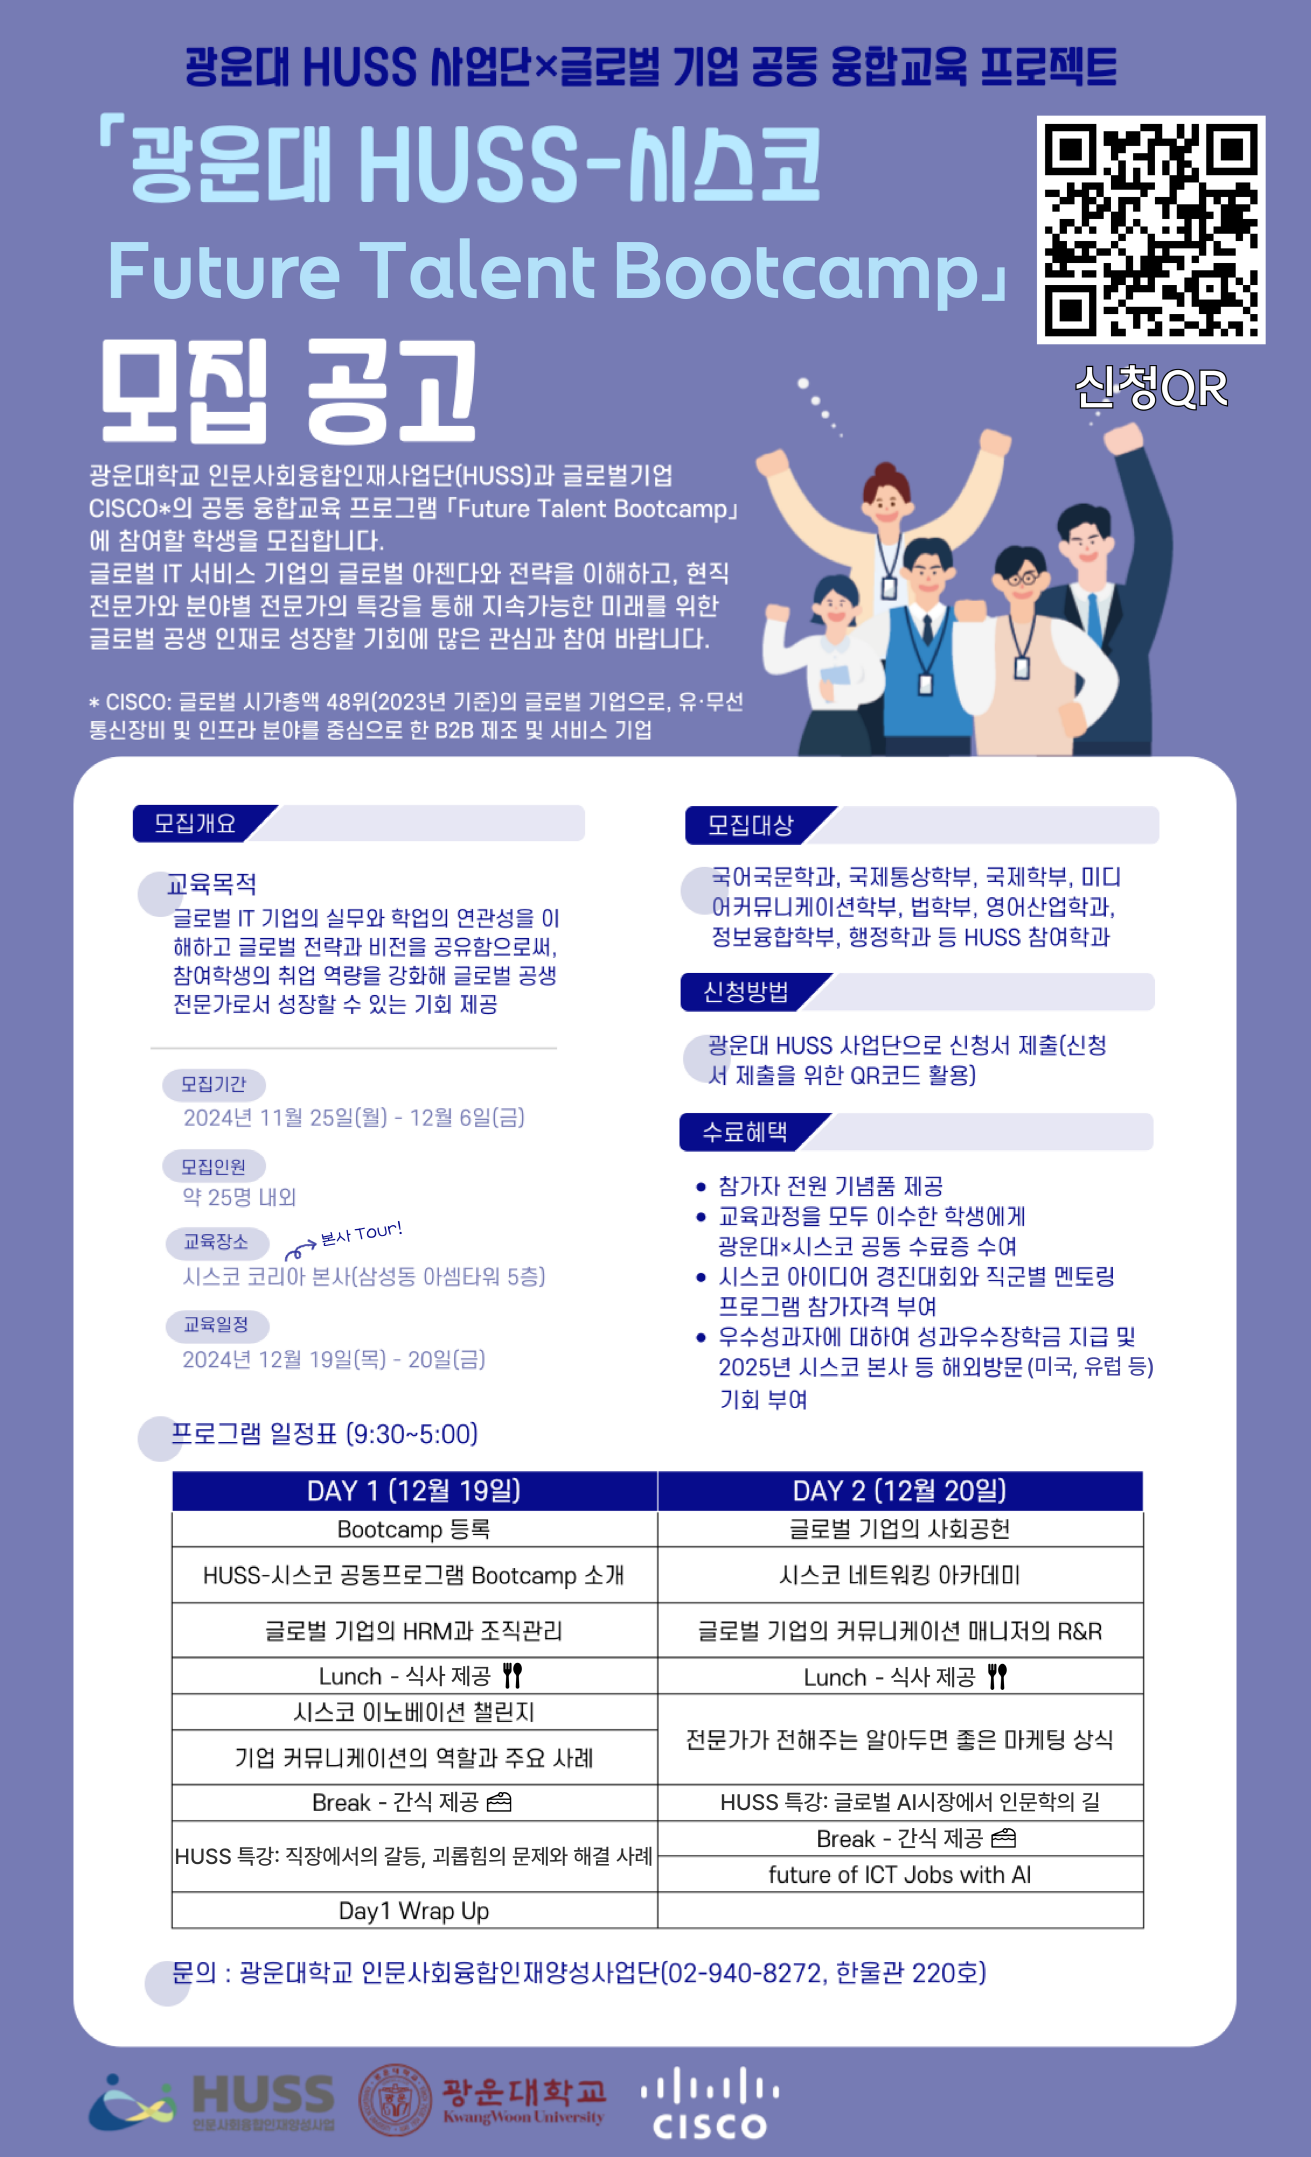 광운대 HUSS 사업단×글로벌 기업 공동 융합교육 프로젝트
「광운대 HUSS-시스코
Future Talent Bootcamp」
모집 공고
신청QR
광운대학교 인문사회융합인재사업단(HUSS)과 글로벌기업
CISCO*의 공동 융합교육 프로그램 「Future Talent Bootcamp」
에 참여할 학생을 모집합니다.
글로벌 IT 서비스 기업의 글로벌 아젠다와 전략을 이해하고, 현직
전문가와 분야별 전문가의 특강을 통해 지속가능한 미래를 위한
글로벌 공생 인재로 성장할 기회에 많은 관심과 참여 바랍니다.
* CISCO: 글로벌 시가총액 48위(2023년 기준)의 글로벌 기업으로, 유·무선
통신장비 및 인프라 분야를 중심으로 한 B2B 제조 및 서비스 기업
모집개요
교육목적
글로벌 IT 기업의 실무와 학업의 연관성을 이
해하고 글로벌 전략과 비전을 공유함으로써,
참여학생의 취업 역량을 강화해 글로벌 공생
전문가로서 성장할 수 있는 기회 제공
모집기간
2024년 11월 25일(월) - 12월 6일(금)
모집인원
약 25명 내외
교육장소
본사 Tour!
시스코 코리아 본사(삼성동 아셈타워 5층)
교육일정
2024년 12월 19일(목) - 20일(금)
모집대상
국어국문학과, 국제통상학부, 국제학부, 미디
어커뮤니케이션학부, 법학부, 영어산업학과,
정보융합학부, 행정학과 등 HUSS 참여학과
신청방법
광운대 HUSS 사업단으로 신청서 제출(신청
서 제출을 위한 QR코드 활용)
수료혜택
• 참가자 전원 기념품 제공
• 교육과정을 모두 이수한 학생에게
광운대×시스코 공동 수료증 수여
• 시스코 아이디어 경진대회와 직군별 멘토링
프로그램 참가자격 부여
• 우수성과자에 대하여 성과우수장학금 지급 및
2025년 시스코 본사 등 해외방문(미국, 유럽 등)
기회 부여
프로그램 일정표 (9:30~5:00)
DAY 1 (12월 19일) DAY 2 (12월 20일)
Bootcamp 등록 글로벌 기업의 사회공헌
HUSS-시스코 공동프로그램 Bootcamp 소개 시스코 네트워킹 아카데미
글로벌 기업의 HRM과 조직관리 글로벌 기업의 커뮤니케이션 매니저의 R&R
Lunch - 식사 제공 Lunch - 식사 제공
시스코 이노베이션 챌린지
전문가가 전해주는 알아두면 좋은 마케팅 상식
기업 커뮤니케이션의 역할과 주요 사례
Break - 간식 제공 HUSS 특강: 글로벌 AI시장에서 인문학의 길
Break - 간식 제공
HUSS 특강: 직장에서의 갈등, 괴롭힘의 문제와 해결 사례
future of ICT Jobs with AI
Day1 Wrap Up
문의 : 광운대학교 인문사회융합인재양성사업단(02-940-8272, 한울관 220호)
HUSS
인문사회융합인재양성사업
광운대학교
KwangWoon University
CISCO